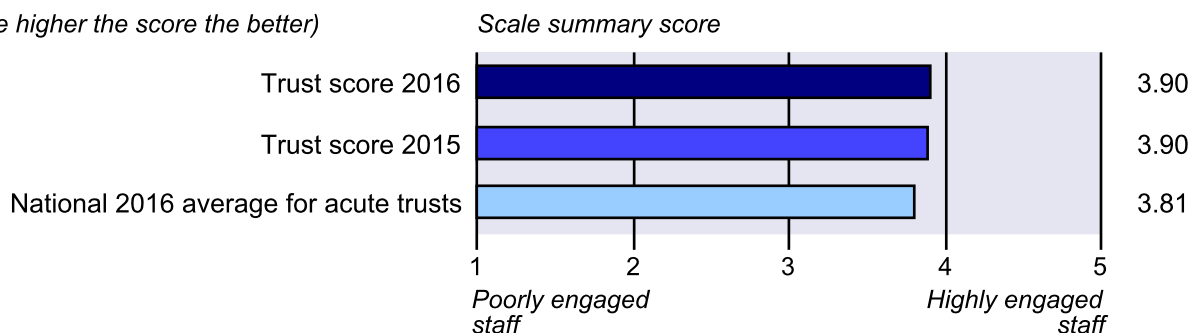 higher the score the better)
Scale summary score
Trust score 2016 3.90
Trust score 2015 3.90
National 2016 average for acute trusts 3.81
1 2 3 4 5
Poorly engaged staff
Highly engaged staff